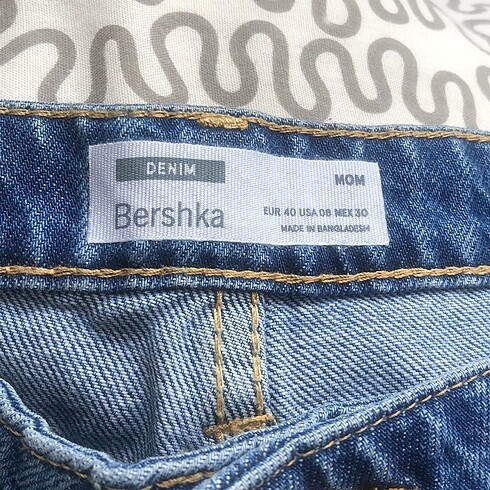 DENIM
MOM
Bershka
EUR 40 USA 08 MEX 30
MADE IN BANGLADESH